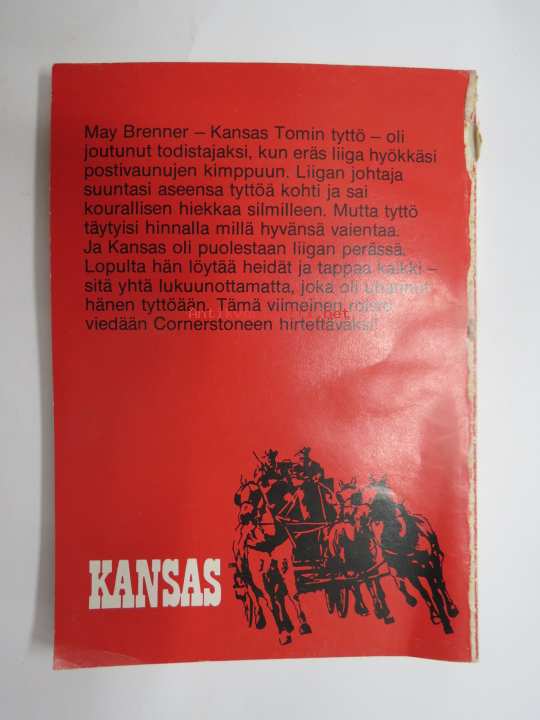 May Brenner – Kansas Tomin tyttö – oli
joutunut todistajaksi, kun eräs liiga hyökkäsi
postivaunujen kimppuun. Liigan johtaja
suuntasi aseensa tyttöä kohti ja sai
kourallisen hiekkaa silmilleen. Mutta tyttö
täytyisi hinnalla millä hyvänsä vaientaa.
Ja Kansas oli puolestaan liigan perässä.
Lopulta hän löytää heidät ja tappaa kaikki –
sitä yhtä lukuunottamatta, joka oli uhannut
hänen tyttöään. Tämä viimeinen roisto
viedään Cornerstoneen hirtettäväksi!
KANSAS